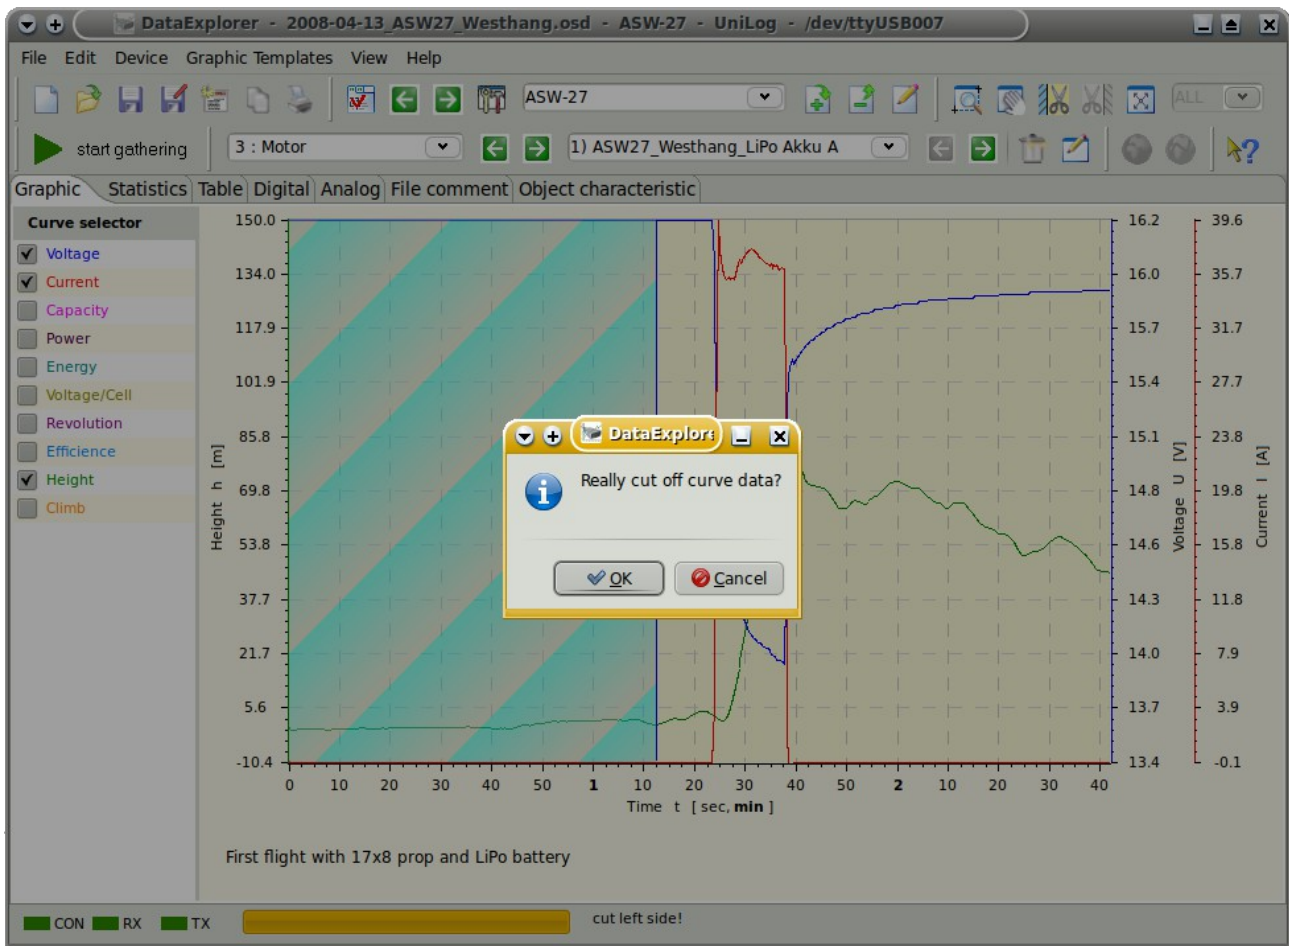 DataExplorer - 2008-04-13_ASW27_Westhang.osd - ASW-27 - UniLog - /dev/ttyUSB007
File Edit Device Graphic Templates View Help
ASW-27
ALL
start gathering
3 : Motor
1) ASW27_Westhang_LiPo Akku A
Graphic Statistics Table Digital Analog File comment Object characteristic
Curve selector
Voltage
Current
Capacity
Power
Energy
Voltage/Cell
Revolution
Efficience
Height
Climb
150.0
134.0
117.9
101.9
85.8
69.8
53.8
37.7
21.7
5.6
-10.4
Height h [m]
DataExplore
Really cut off curve data?
OK Cancel
16.2
16.0
15.7
15.4
15.1
14.8
14.6
14.3
14.0
13.7
13.4
Voltage U [V]
39.6
35.7
31.7
27.7
23.8
19.8
15.8
11.8
7.9
3.9
-0.1
Current I [A]
0 10 20 30 40 50 1 10 20 30 40 50 2 10 20 30 40
Time t [ sec, min ]
First flight with 17x8 prop and LiPo battery
CON RX TX cut left side!